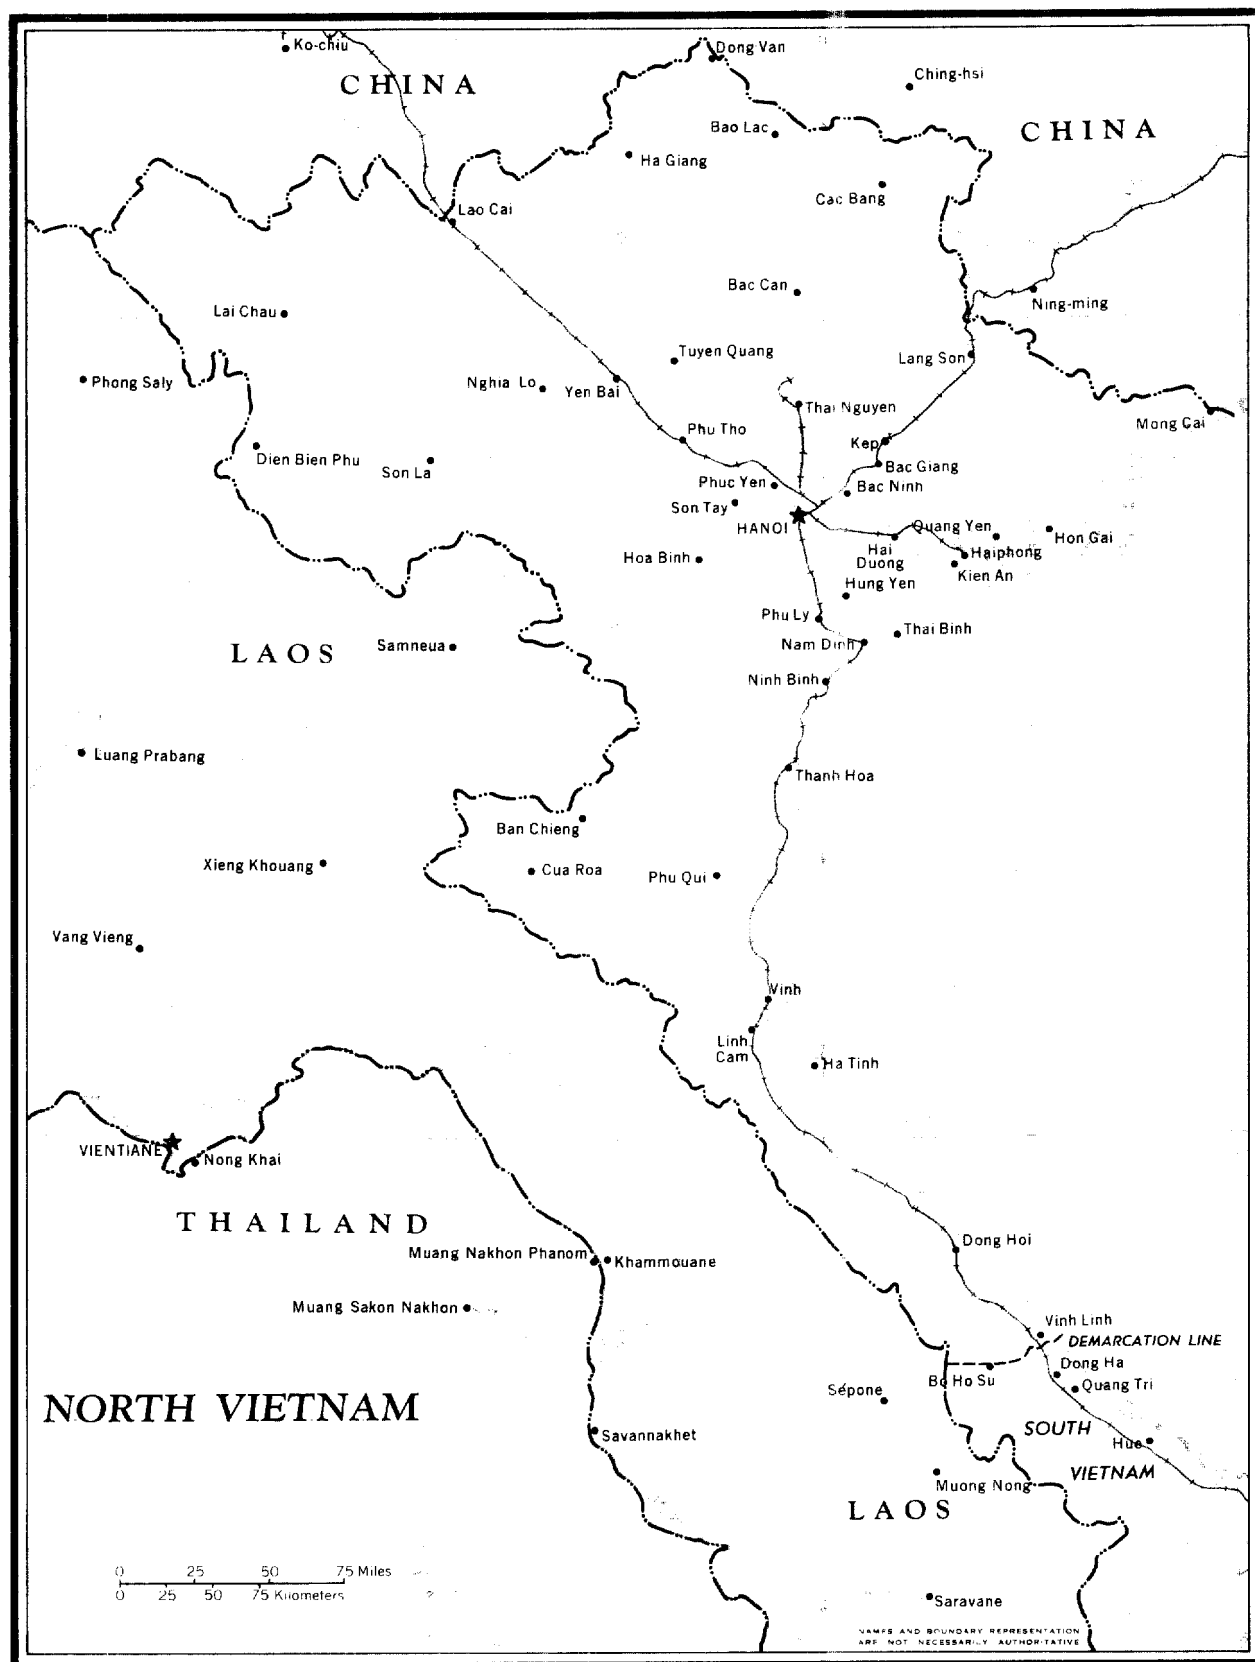 Ko-chiu
CHINA
Dong Van
Ching-hsi
CHINA
Bao Lac
Ha Giang
Cao Bang
Lao Cai
Bac Can
Ning-ming
Lai Chau
Tuyen Quang
Lang Son
Phong Saly
Nghia Lo
Yen Bai
Thai Nguyen
Mong Cai
Phu Tho
Kep
Dien Bien Phu
Son La
Bac Giang
Phuc Yen
Bac Ninh
Son Tay
HANOI
Quang Yen
Hon Gai
Hai
Duong
Haiphong
Hoa Binh
Kien An
Hung Yen
Phu Ly
Thai Binh
LAOS
Samneua
Nam Dinh
Ninh Binh
Luang Prabang
Thanh Hoa
Ban Chieng
Xieng Khouang
Cua Roa
Phu Qui
Vang Vieng
Vinh
Linh
Cam
Ha Tinh
VIENTIANE
Nong Khai
THAILAND
Dong Hoi
Muang Nakhon Phanom
Khammouane
Muang Sakon Nakhon
Vinh Linh
DEMARCATION LINE
Dong Ha
Bo Ho Su
Quang Tri
Sépone
NORTH VIETNAM
SOUTH
VIETNAM
Hue
Savannakhet
Muong Nong
LAOS
0 25 50 75 Miles
0 25 50 75 Kilometers
Saravane
NAMES AND BOUNDARY REPRESENTATION
ARE NOT NECESSARILY AUTHORITATIVE